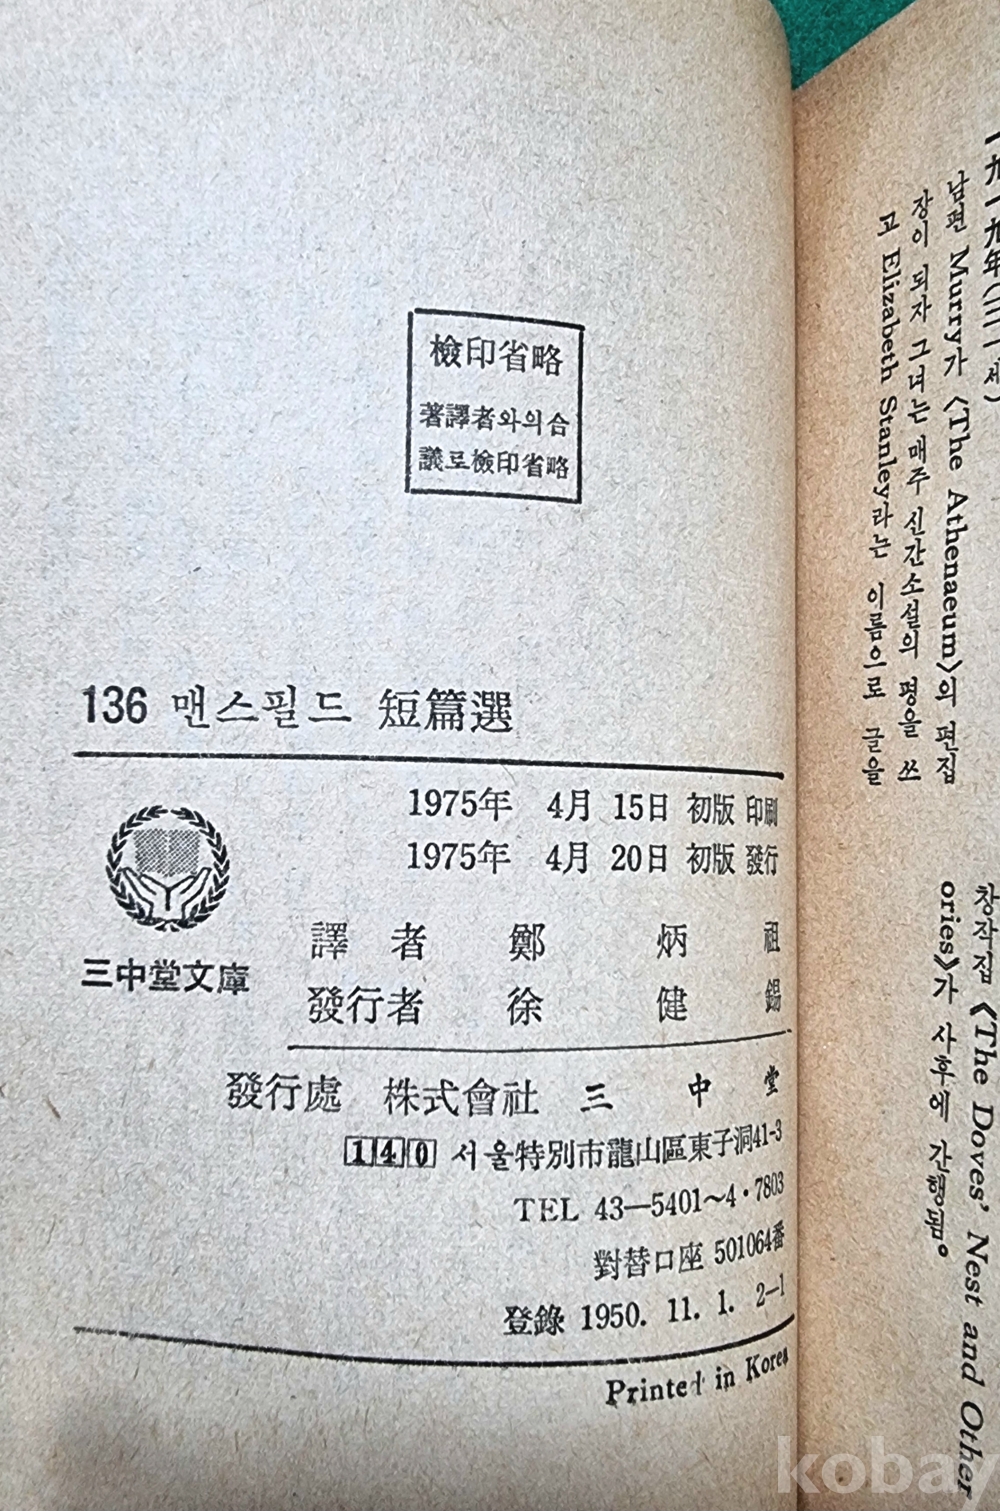 檢印省略
著譯者와의合
議로檢印省略
136 맨스필드 短篇選
1975年 4月 15日 初版 印刷
1975年 4月 20日 初版 發行
三中堂文庫
譯者 鄭炳祖
發行者 徐健錫
發行處 株式會社 三中堂
140 서울特別市龍山區東子洞41-3
TEL 43—5401~4·7803
對替口座 501064番
登錄 1950. 11. 1. 2—1
Printed in Korea
一九一九年(三一세)
남편 Murry가 〈The Athenaeum〉의 편집
장이 되자 그녀는 매주 신간소설의 평을 쓰
고 Elizabeth Stanley라는 이름으로 글을
창작집 《The Doves' Nest and Other
ories》가 사후에 간행됨。
kobay